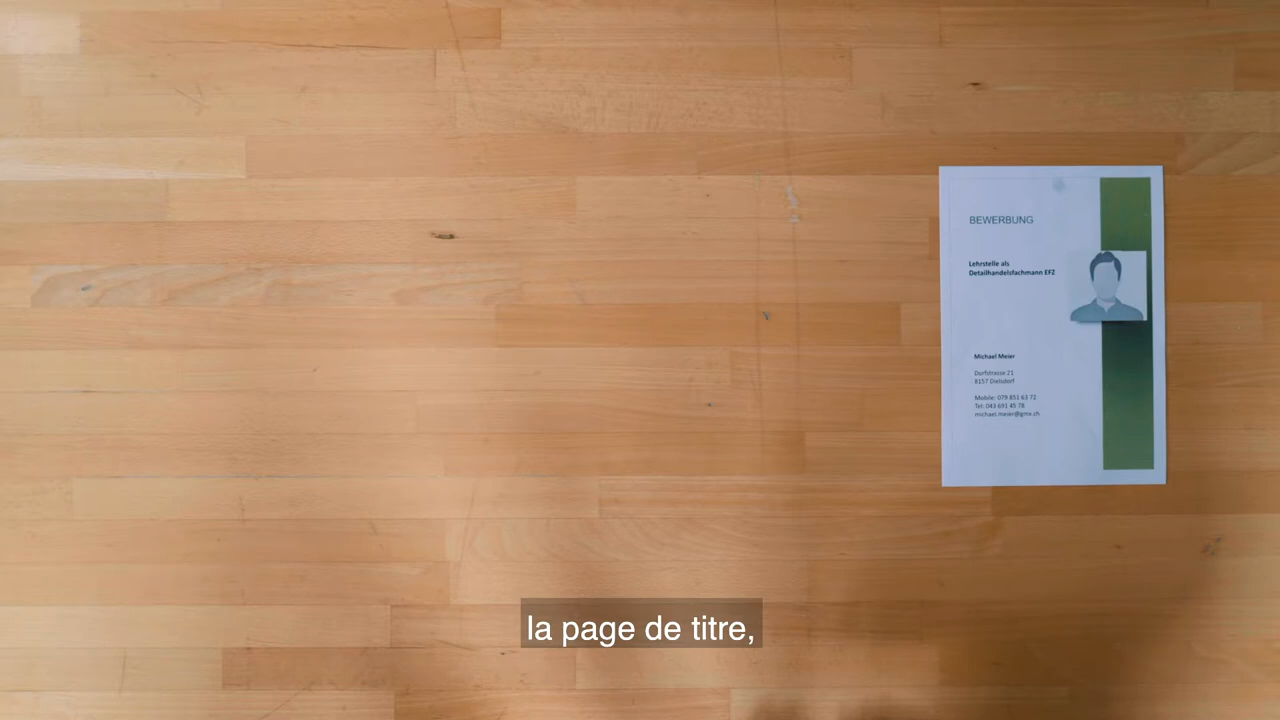 BEWERBUNG
Lehrstelle als
Detailhandelsfachmann EFZ
Michael Meier
Dorfstrasse 21
8157 Dielsdorf
Mobile: 079 851 63 72
Tel: 043 691 45 78
michael.meier@gmx.ch
la page de titre,